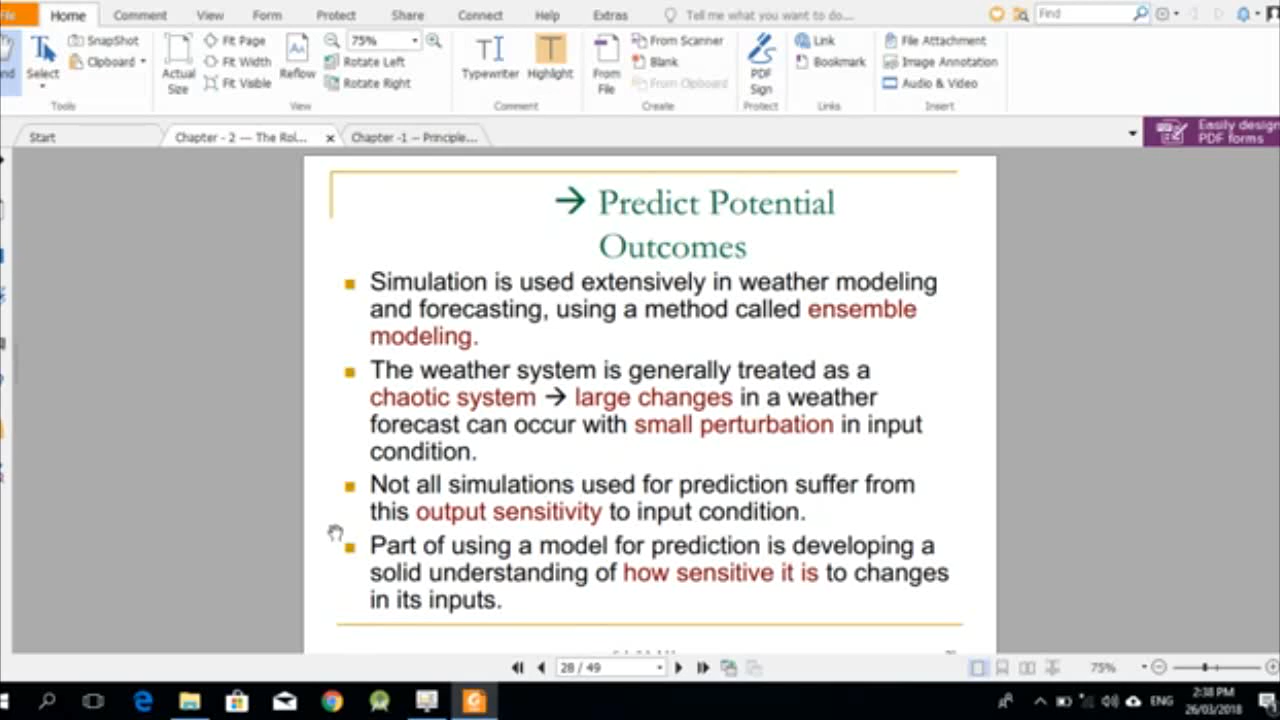 File Home Comment View Form Protect Share Connect Help Extras Tell me what you want to do... Find
SnapShot Fit Page 75% From Scanner Link File Attachment
Select Clipboard Actual Size Fit Width Reflow Rotate Left Typewriter Highlight From File Blank PDF Sign Bookmark Image Annotation
Fit Visible Rotate Right From Clipboard Audio & Video
Tools View Comment Create Protect Links Insert
Start Chapter - 2 — The Rol... × Chapter -1 – Principle... Easily design
PDF forms
→ Predict Potential
Outcomes
Simulation is used extensively in weather modeling
and forecasting, using a method called ensemble
modeling.
The weather system is generally treated as a
chaotic system → large changes in a weather
forecast can occur with small perturbation in input
condition.
Not all simulations used for prediction suffer from
this output sensitivity to input condition.
Part of using a model for prediction is developing a
solid understanding of how sensitive it is to changes
in its inputs.
28 / 49 75%
ENG 2:38 PM
26/03/2018